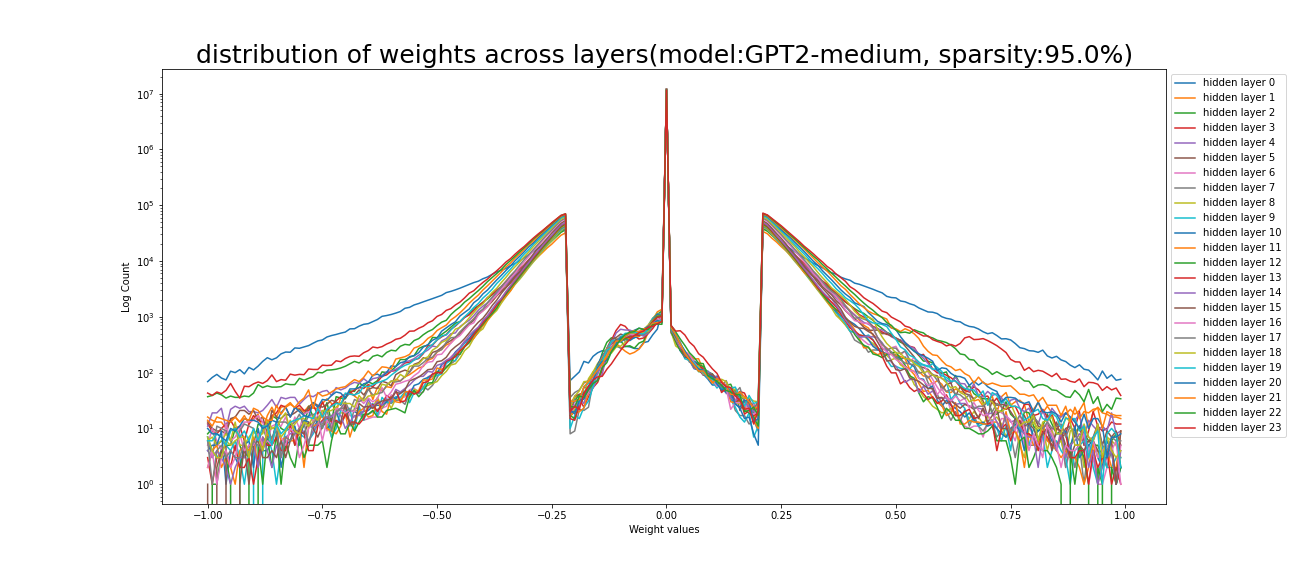 distribution of weights across layers(model:GPT2-medium, sparsity:95.0%)
10⁷
10⁶
10⁵
10⁴
10³
10²
10¹
10⁰
Log Count
−1.00 −0.75 −0.50 −0.25 0.00 0.25 0.50 0.75 1.00
Weight values
hidden layer 0
hidden layer 1
hidden layer 2
hidden layer 3
hidden layer 4
hidden layer 5
hidden layer 6
hidden layer 7
hidden layer 8
hidden layer 9
hidden layer 10
hidden layer 11
hidden layer 12
hidden layer 13
hidden layer 14
hidden layer 15
hidden layer 16
hidden layer 17
hidden layer 18
hidden layer 19
hidden layer 20
hidden layer 21
hidden layer 22
hidden layer 23